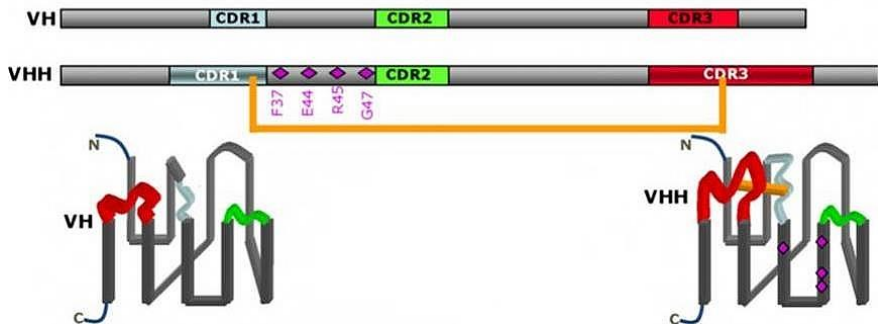 VH CDR1 CDR2 CDR3
VHH CDR1 CDR2 CDR3
F37 E44 R45 G47
N N
VHH
VH
C C